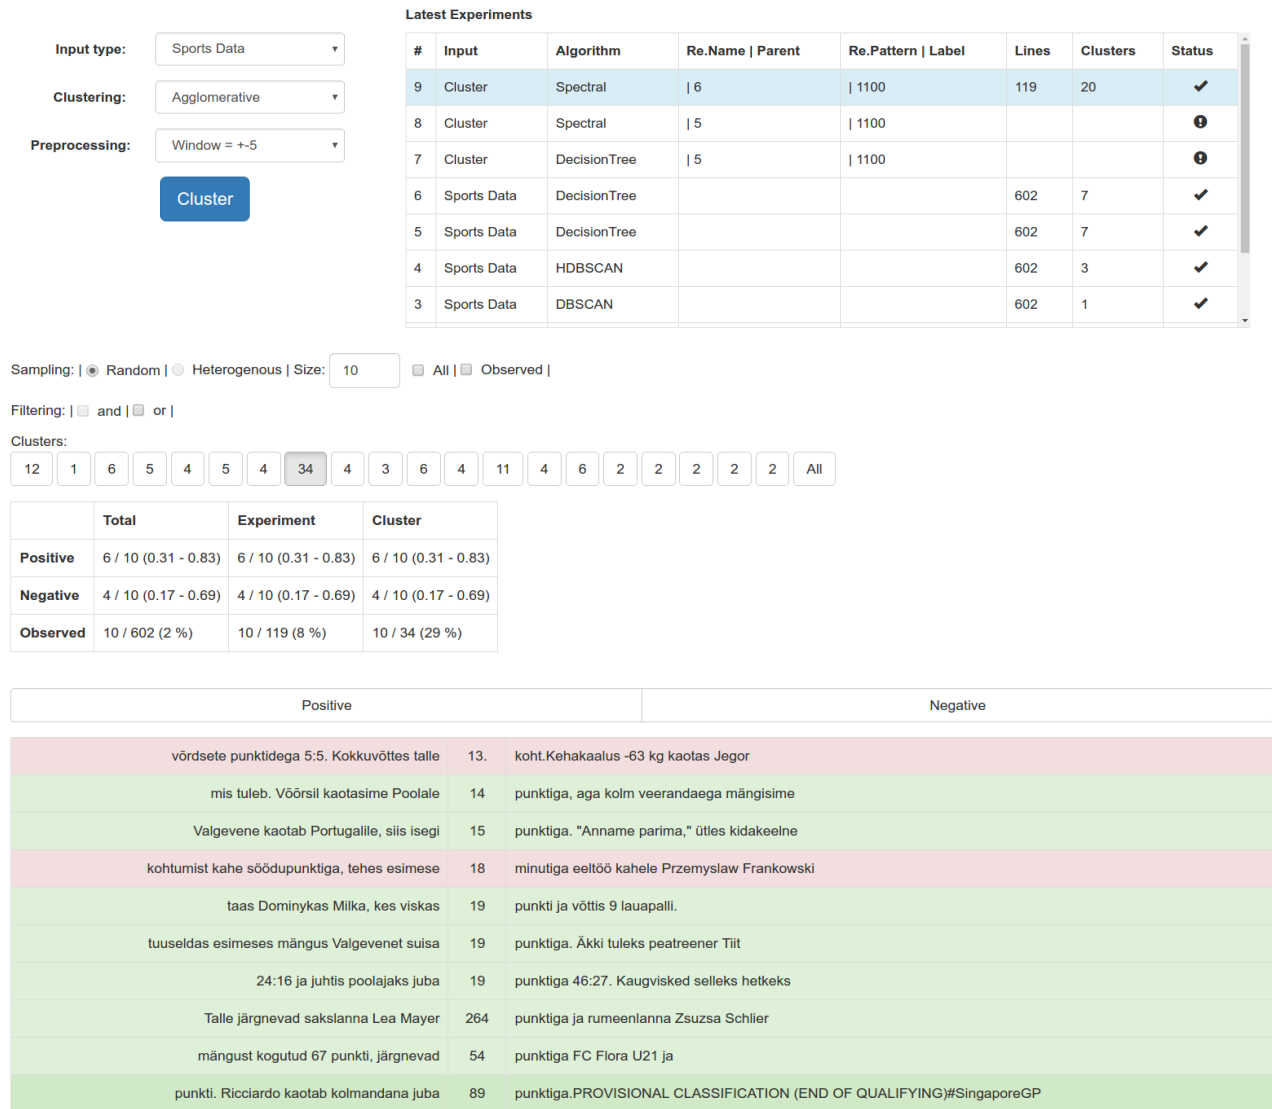 Latest Experiments
Input type: Sports Data
Clustering: Agglomerative
Preprocessing: Window = +-5
Cluster
# Input Algorithm Re.Name | Parent Re.Pattern | Label Lines Clusters Status
9 Cluster Spectral | 6 | 1100 119 20
8 Cluster Spectral | 5 | 1100
7 Cluster DecisionTree | 5 | 1100
6 Sports Data DecisionTree 602 7
5 Sports Data DecisionTree 602 7
4 Sports Data HDBSCAN 602 3
3 Sports Data DBSCAN 602 1
Sampling: | Random | Heterogenous | Size: 10 All | Observed |
Filtering: | and | or |
Clusters:
12 1 6 5 4 5 4 34 4 3 6 4 11 4 6 2 2 2 2 2 All
Total Experiment Cluster
Positive 6 / 10 (0.31 - 0.83) 6 / 10 (0.31 - 0.83) 6 / 10 (0.31 - 0.83)
Negative 4 / 10 (0.17 - 0.69) 4 / 10 (0.17 - 0.69) 4 / 10 (0.17 - 0.69)
Observed 10 / 602 (2 %) 10 / 119 (8 %) 10 / 34 (29 %)
Positive Negative
võrdsete punktidega 5:5. Kokkuvõttes talle 13. koht.Kehakaalus -63 kg kaotas Jegor
mis tuleb. Võõrsil kaotasime Poolale 14 punktiga, aga kolm veerandaega mängisime
Valgevene kaotab Portugalile, siis isegi 15 punktiga. "Anname parima," ütles kidakeelne
kohtumist kahe söödupunktiga, tehes esimese 18 minutiga eeltöö kahele Przemyslaw Frankowski
taas Dominykas Milka, kes viskas 19 punkti ja võttis 9 lauapalli.
tuuseldas esimeses mängus Valgevenet suisa 19 punktiga. Äkki tuleks peatreener Tiit
24:16 ja juhtis poolajaks juba 19 punktiga 46:27. Kaugvisked selleks hetkeks
Talle järgnevad sakslanna Lea Mayer 264 punktiga ja rumeenlanna Zsuzsa Schlier
mängust kogutud 67 punkti, järgnevad 54 punktiga FC Flora U21 ja
punkti. Ricciardo kaotab kolmandana juba 89 punktiga.PROVISIONAL CLASSIFICATION (END OF QUALIFYING)#SingaporeGP